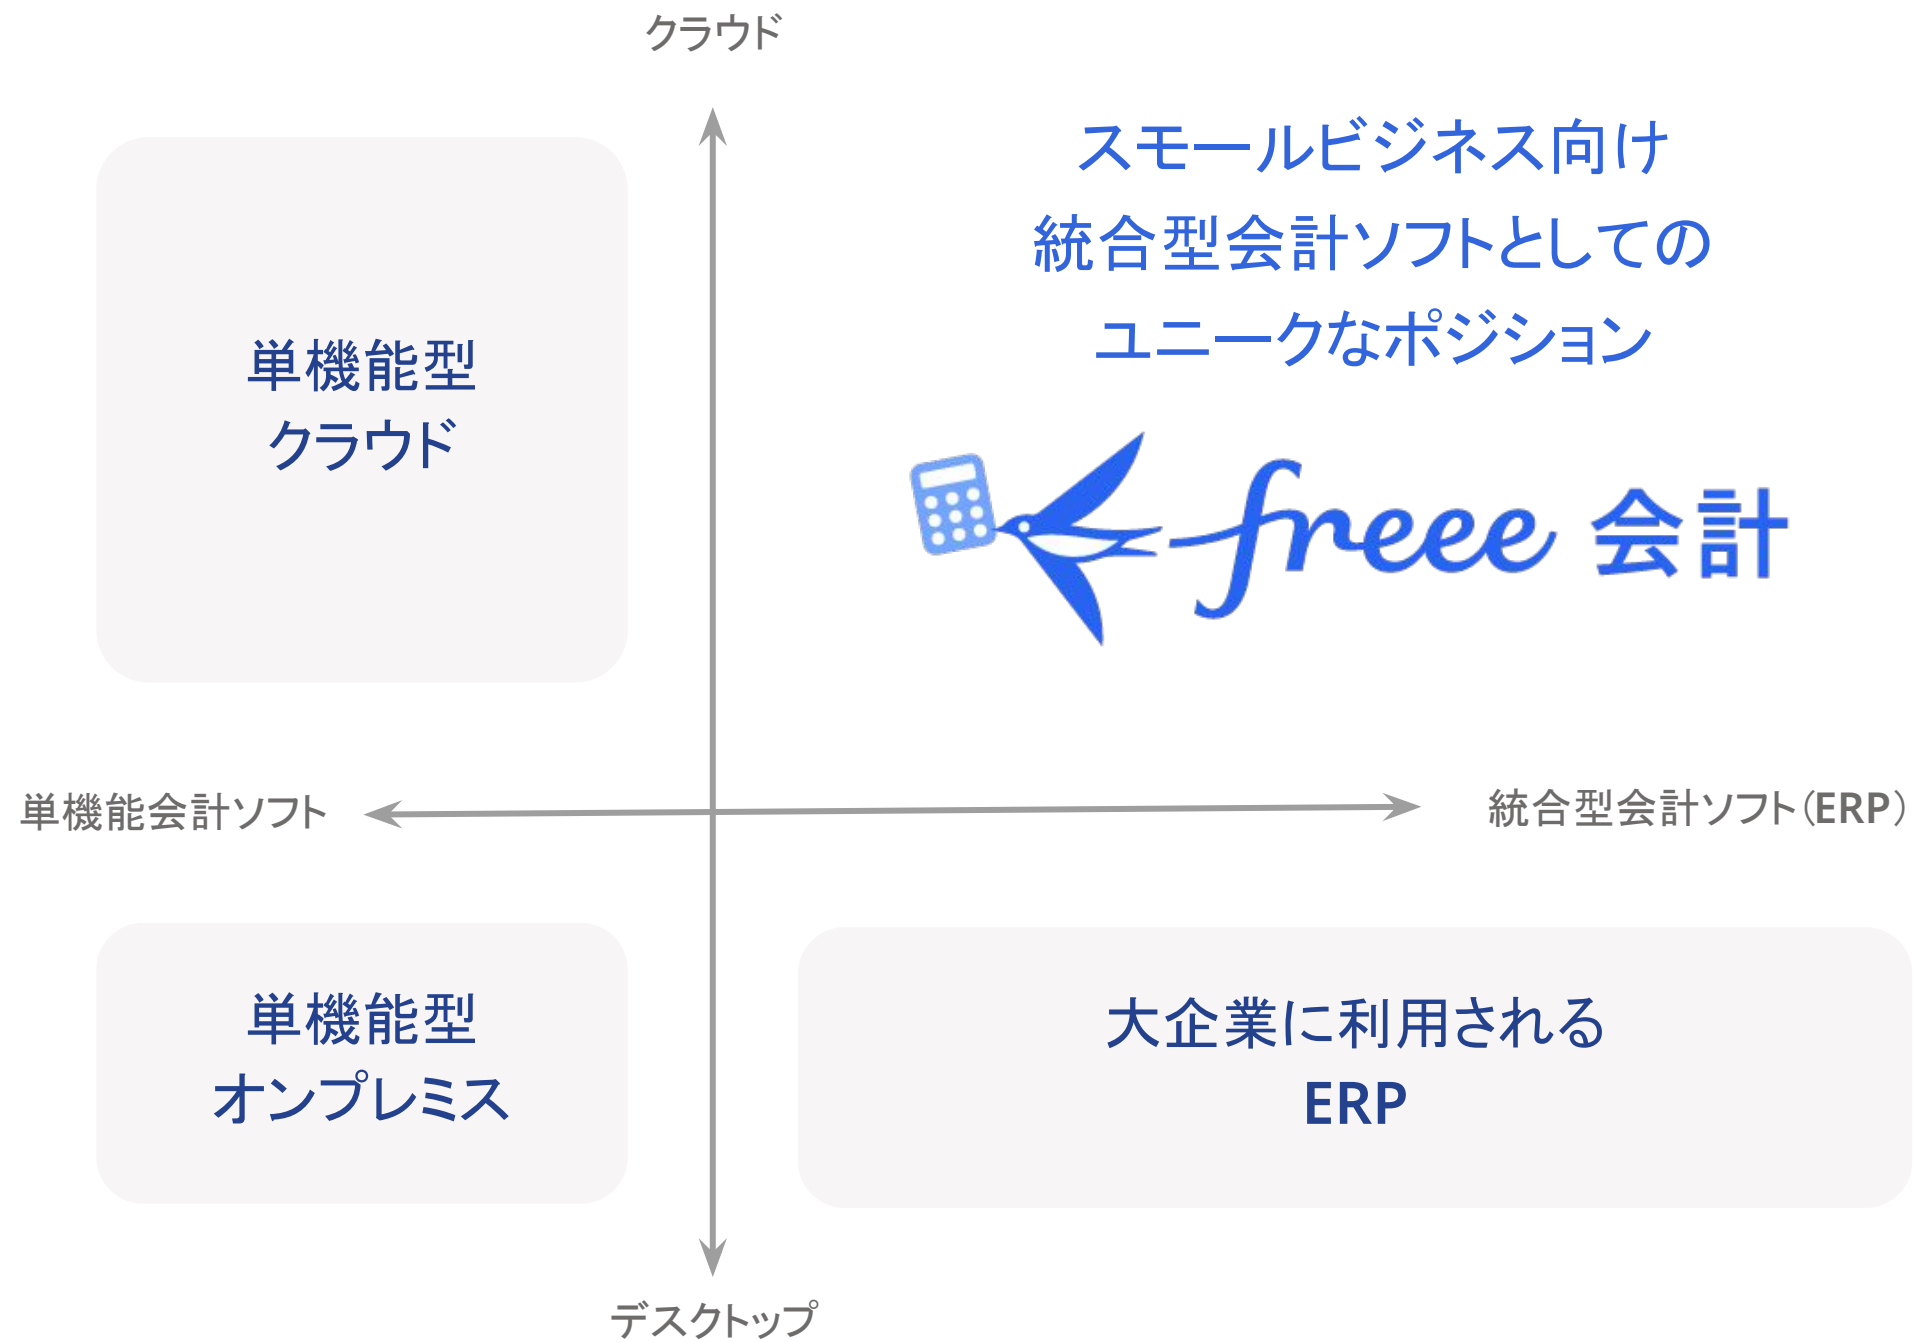 クラウド
スモールビジネス向け
統合型会計ソフトとしての
ユニークなポジション
単機能型
クラウド
freee 会計
単機能会計ソフト
統合型会計ソフト（ERP）
単機能型
オンプレミス
大企業に利用される
ERP
デスクトップ